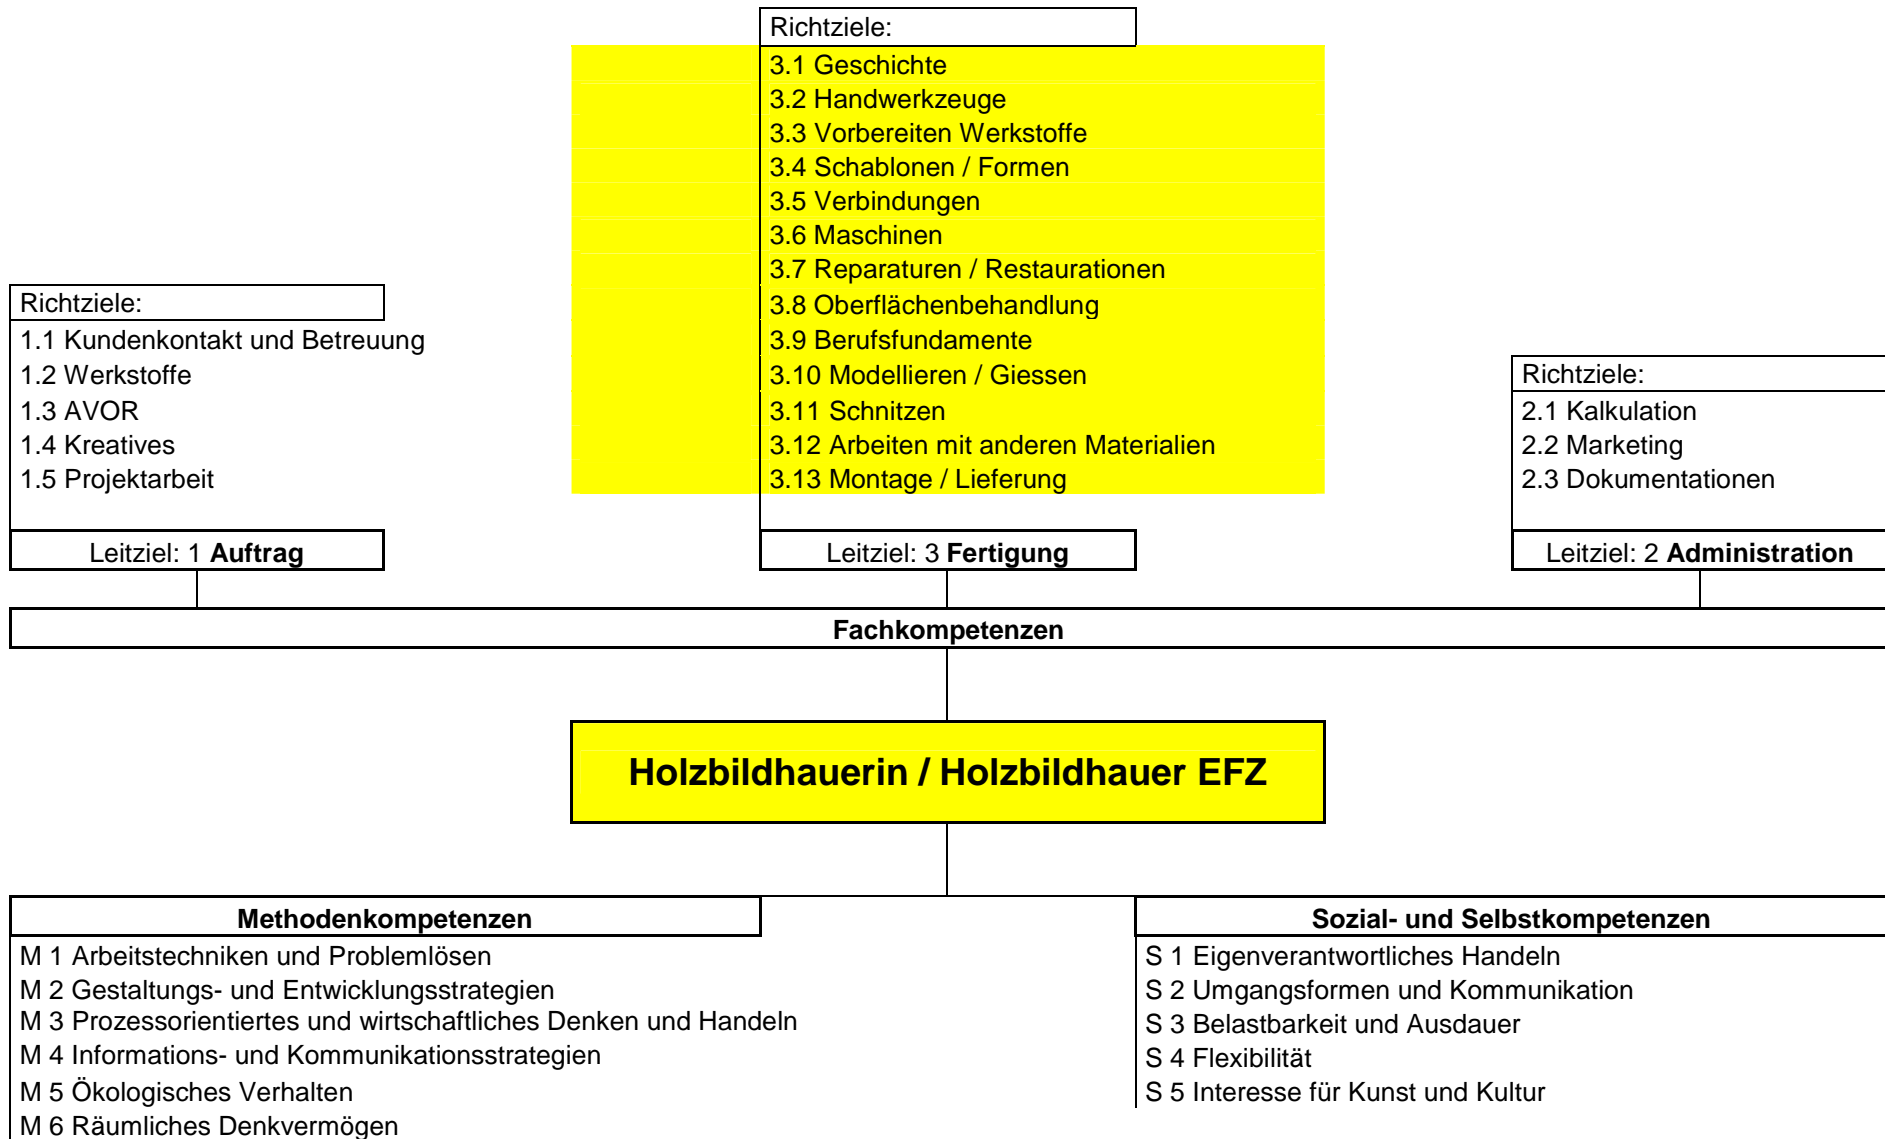 Richtziele:
3.1 Geschichte
3.2 Handwerkzeuge
3.3 Vorbereiten Werkstoffe
3.4 Schablonen / Formen
3.5 Verbindungen
3.6 Maschinen
3.7 Reparaturen / Restaurationen
3.8 Oberflächenbehandlung
3.9 Berufsfundamente
3.10 Modellieren / Giessen
3.11 Schnitzen
3.12 Arbeiten mit anderen Materialien
3.13 Montage / Lieferung
Leitziel: 3 Fertigung
Richtziele:
1.1 Kundenkontakt und Betreuung
1.2 Werkstoffe
1.3 AVOR
1.4 Kreatives
1.5 Projektarbeit
Leitziel: 1 Auftrag
Richtziele:
2.1 Kalkulation
2.2 Marketing
2.3 Dokumentationen
Leitziel: 2 Administration
Fachkompetenzen
Holzbildhauerin / Holzbildhauer EFZ
Methodenkompetenzen
M 1 Arbeitstechniken und Problemlösen
M 2 Gestaltungs- und Entwicklungsstrategien
M 3 Prozessorientiertes und wirtschaftliches Denken und Handeln
M 4 Informations- und Kommunikationsstrategien
M 5 Ökologisches Verhalten
M 6 Räumliches Denkvermögen
Sozial- und Selbstkompetenzen
S 1 Eigenverantwortliches Handeln
S 2 Umgangsformen und Kommunikation
S 3 Belastbarkeit und Ausdauer
S 4 Flexibilität
S 5 Interesse für Kunst und Kultur